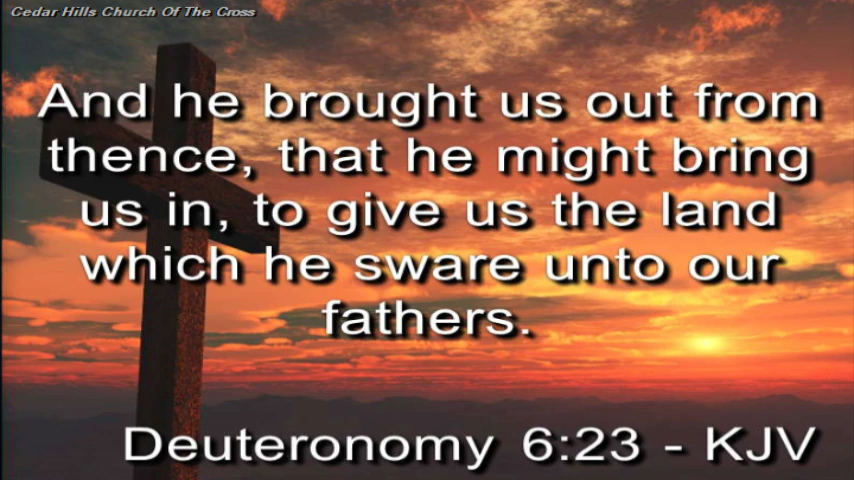 Cedar Hills Church Of The Cross
And he brought us out from
thence, that he might bring
us in, to give us the land
which he sware unto our
fathers.
Deuteronomy 6:23 - KJV